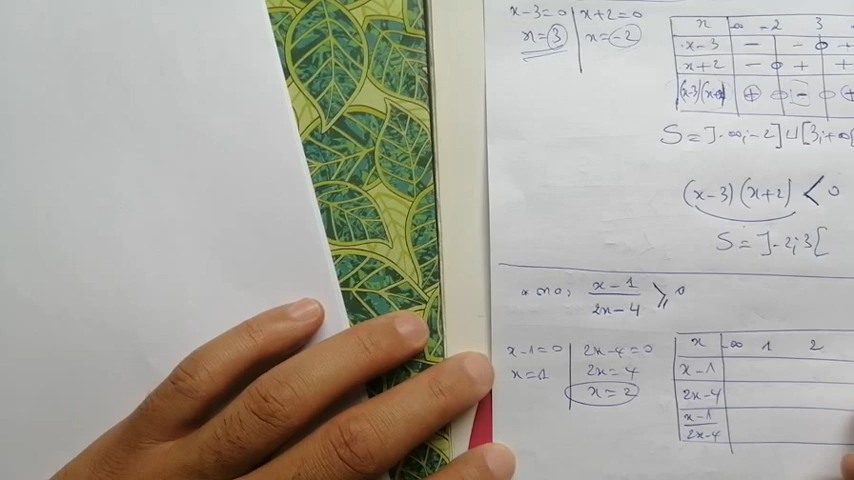 x-3=0 | x+2=0
x=3 | x=-2
x -∞ -2 3
x-3 - - 0 +
x+2 - 0 + +
(x-3)(x+2) + 0 - 0 +
S = ]-∞;-2] U [3;+∞[
(x-3)(x+2) < 0
S = ]-2;3[
x-1/2x-4 ⩾ 0
x-1=0 | 2x-4=0
x=1 | 2x=4
x=2
x -∞ 1 2
x-1
2x-4
x-1/2x-4